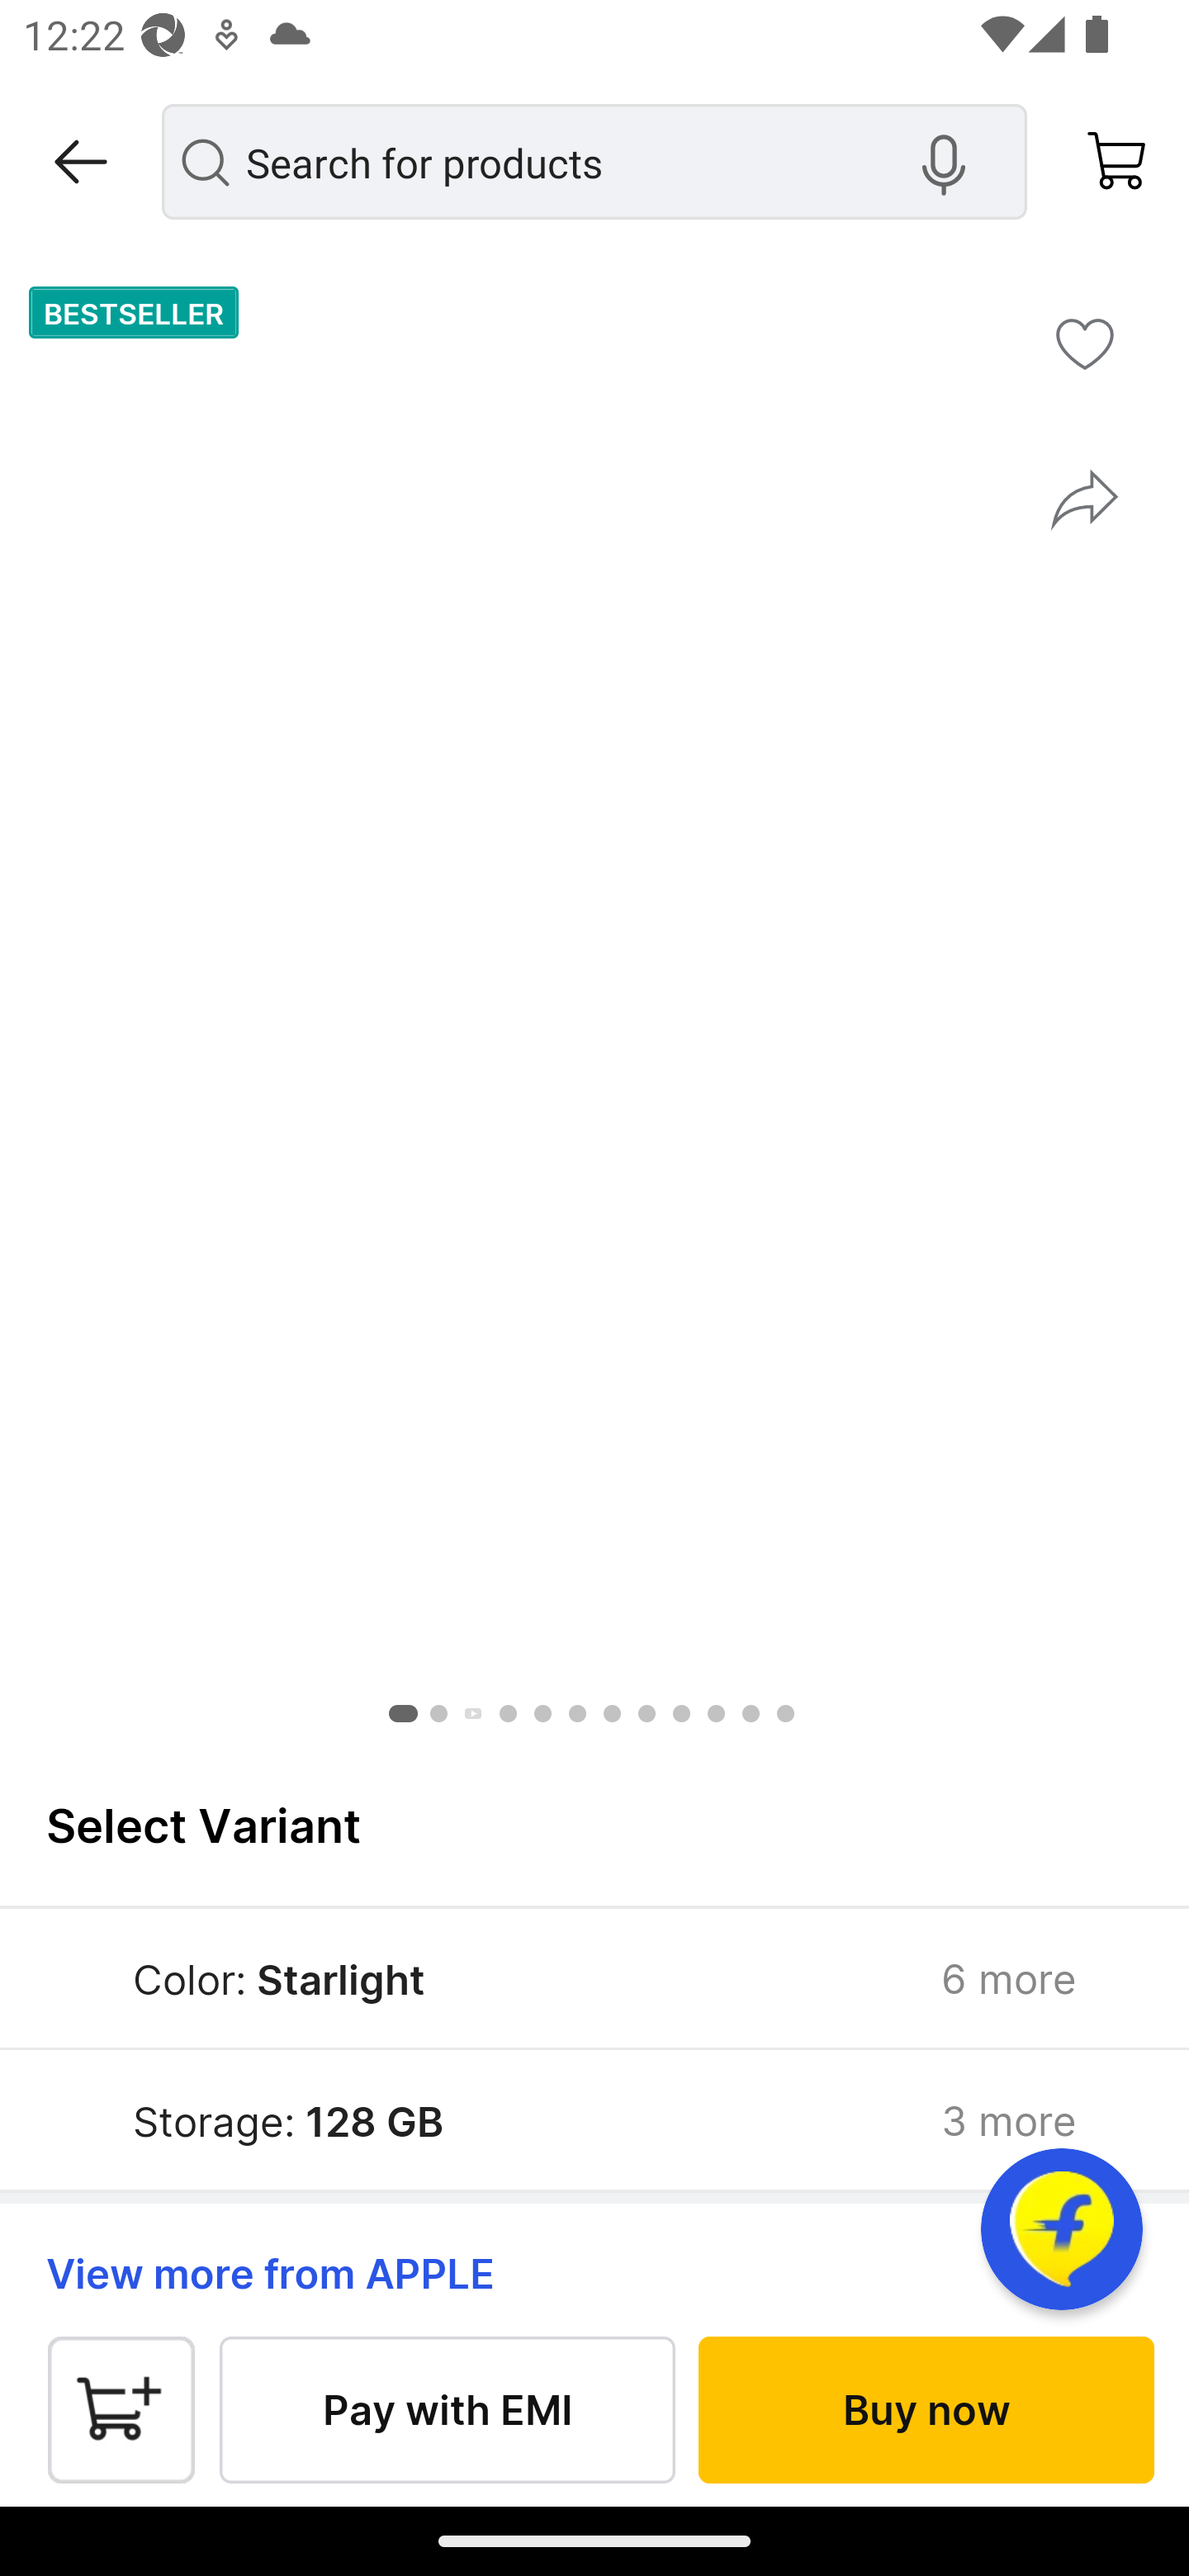 12:22
Search for products
BESTSELLER
Select Variant
Color: Starlight 6 more
Storage: 128 GB 3 more
View more from APPLE
Pay with EMI Buy now